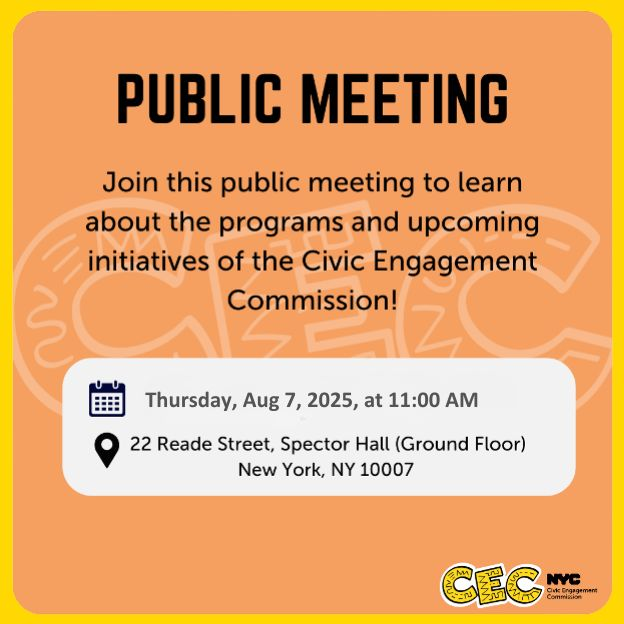 PUBLIC MEETING
Join this public meeting to learn
about the programs and upcoming
initiatives of the Civic Engagement
Commission!
Thursday, Aug 7, 2025, at 11:00 AM
22 Reade Street, Spector Hall (Ground Floor)
New York, NY 10007
CEC
NYC
Civic Engagement
Commission